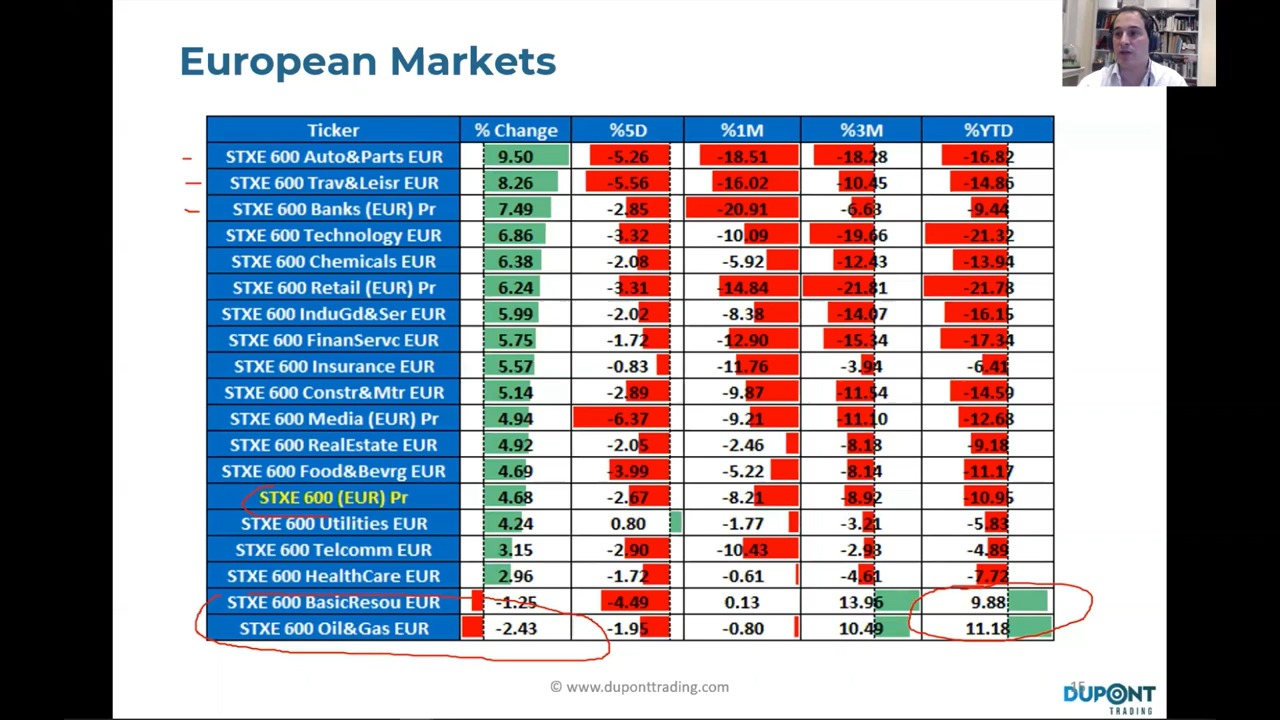 European Markets
Ticker % Change %5D %1M %3M %YTD
STXE 600 Auto&Parts EUR 9.50 -5.26 -18.51 -18.28 -16.82
STXE 600 Trav&Leisr EUR 8.26 -5.56 -16.02 -10.45 -14.86
STXE 600 Banks (EUR) Pr 7.49 -2.85 -20.91 -6.63 -9.44
STXE 600 Technology EUR 6.86 -3.32 -10.09 -19.66 -21.32
STXE 600 Chemicals EUR 6.38 -2.08 -5.92 -12.43 -13.94
STXE 600 Retail (EUR) Pr 6.24 -3.31 -14.84 -21.81 -21.78
STXE 600 InduGd&Ser EUR 5.99 -2.02 -8.38 -14.07 -16.15
STXE 600 FinanServc EUR 5.75 -1.72 -12.90 -15.34 -17.34
STXE 600 Insurance EUR 5.57 -0.83 -11.76 -3.94 -6.41
STXE 600 Constr&Mtr EUR 5.14 -2.89 -9.87 -11.54 -14.59
STXE 600 Media (EUR) Pr 4.94 -6.37 -9.21 -11.10 -12.68
STXE 600 RealEstate EUR 4.92 -2.05 -2.46 -8.18 -9.18
STXE 600 Food&Bevrg EUR 4.69 -3.99 -5.22 -8.14 -11.17
STXE 600 (EUR) Pr 4.68 -2.67 -8.21 -8.92 -10.95
STXE 600 Utilities EUR 4.24 0.80 -1.77 -3.21 -5.83
STXE 600 Telcomm EUR 3.15 -2.90 -10.43 -2.93 -4.89
STXE 600 HealthCare EUR 2.96 -1.72 -0.61 -4.61 -7.72
STXE 600 BasicResou EUR -1.25 -4.49 0.13 13.96 9.88
STXE 600 Oil&Gas EUR -2.43 -1.95 -0.80 10.49 11.18
© www.duponttrading.com
15
DUPONT
TRADING